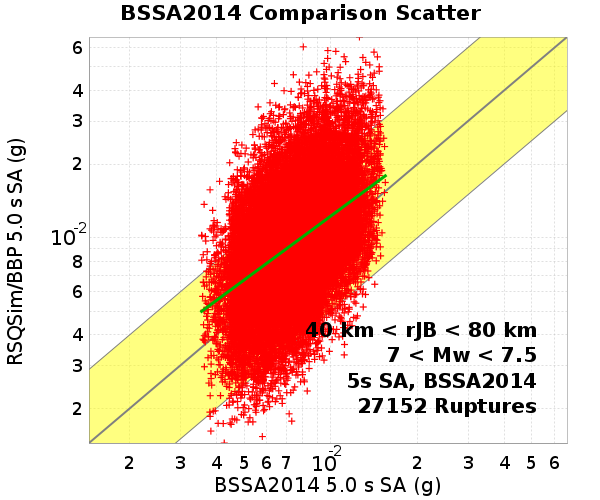 BSSA2014 Comparison Scatter
RSQSim/BBP 5.0 s SA (g)
6
4
3
2
10-2
8
6
4
3
2
40 km < rJB < 80 km
7 < Mw < 7.5
5s SA, BSSA2014
27152 Ruptures
2 3 4 5 6 7 10-2 2 3 4 5 6
BSSA2014 5.0 s SA (g)